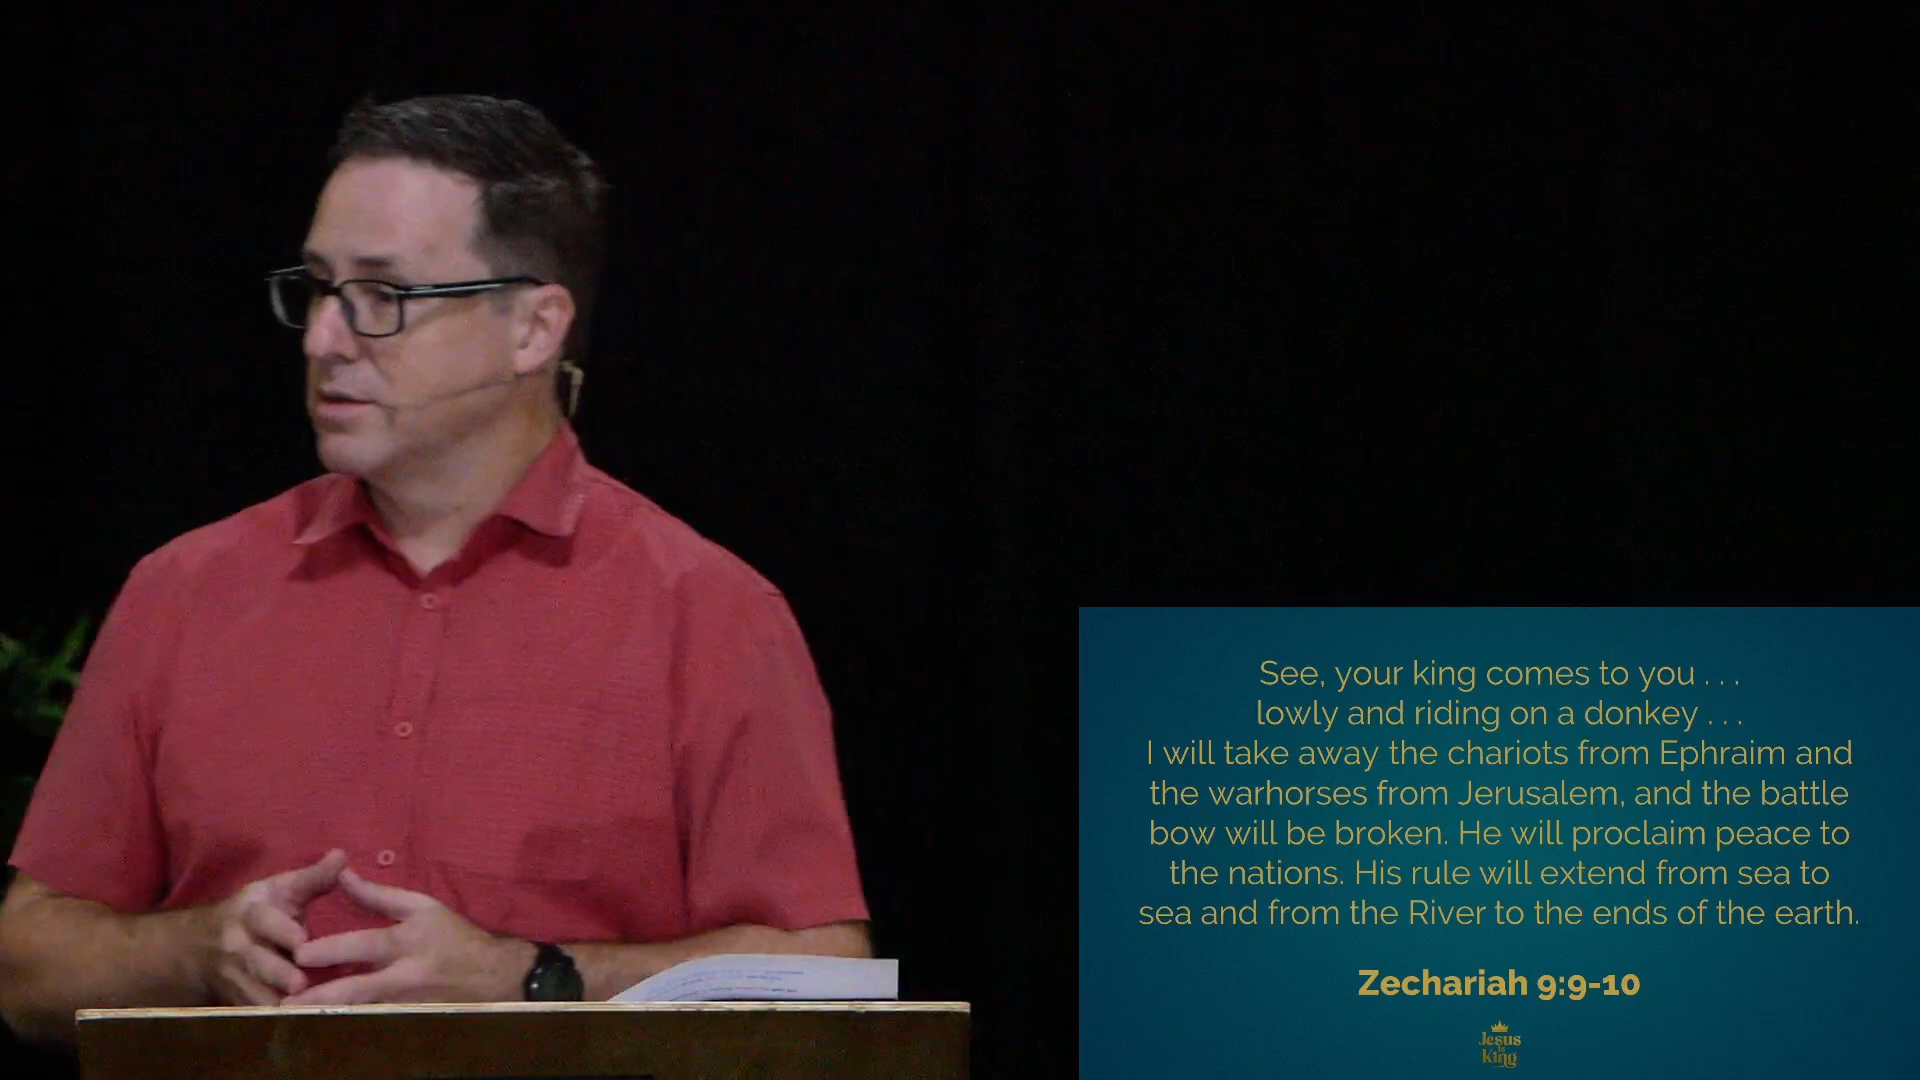 See, your king comes to you . . .
lowly and riding on a donkey . . .
I will take away the chariots from Ephraim and
the warhorses from Jerusalem, and the battle
bow will be broken. He will proclaim peace to
the nations. His rule will extend from sea to
sea and from the River to the ends of the earth.
Zechariah 9:9-10
Jesus
is
King